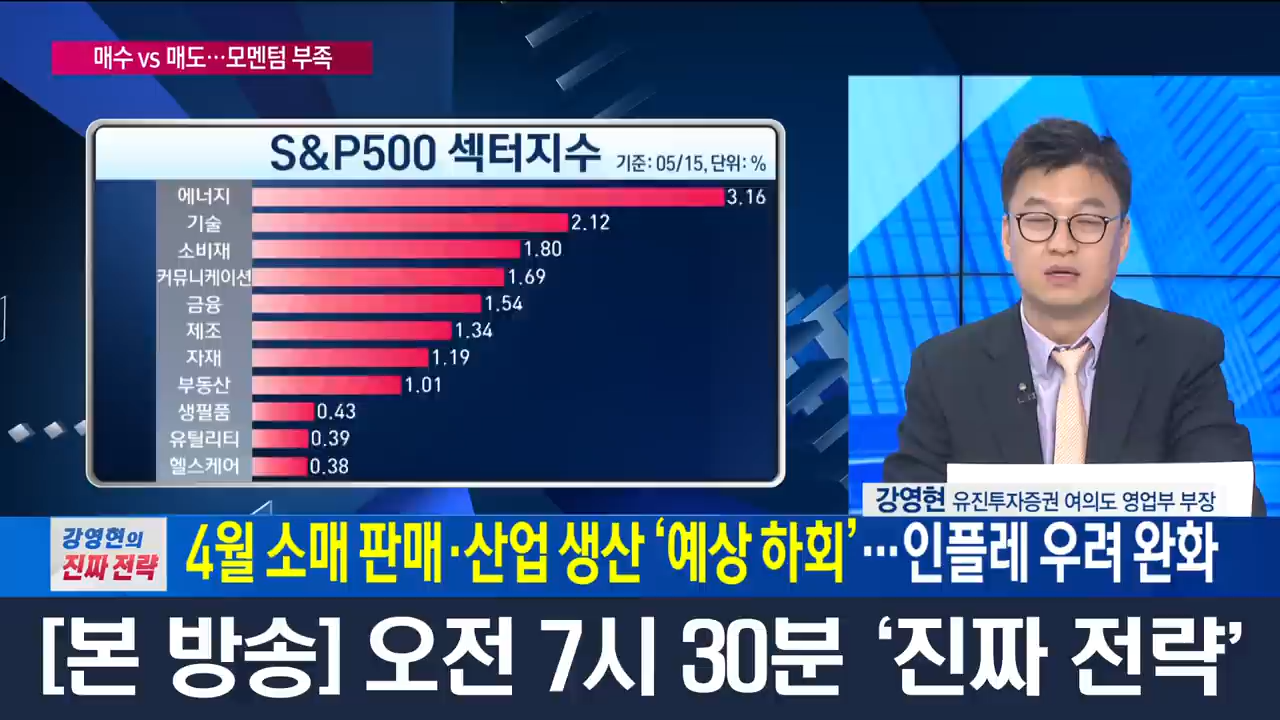 매수 vs 매도…모멘텀 부족
S&P500 섹터지수 기준: 05/15, 단위: %
에너지 3.16
기술 2.12
소비재 1.80
커뮤니케이션 1.69
금융 1.54
제조 1.34
자재 1.19
부동산 1.01
생필품 0.43
유틸리티 0.39
헬스케어 0.38
강영현 유진투자증권 여의도 영업부 부장
강영현의
진짜 전략
4월 소매 판매·산업 생산 ‘예상 하회’…인플레 우려 완화
[본 방송] 오전 7시 30분 ‘진짜 전략’